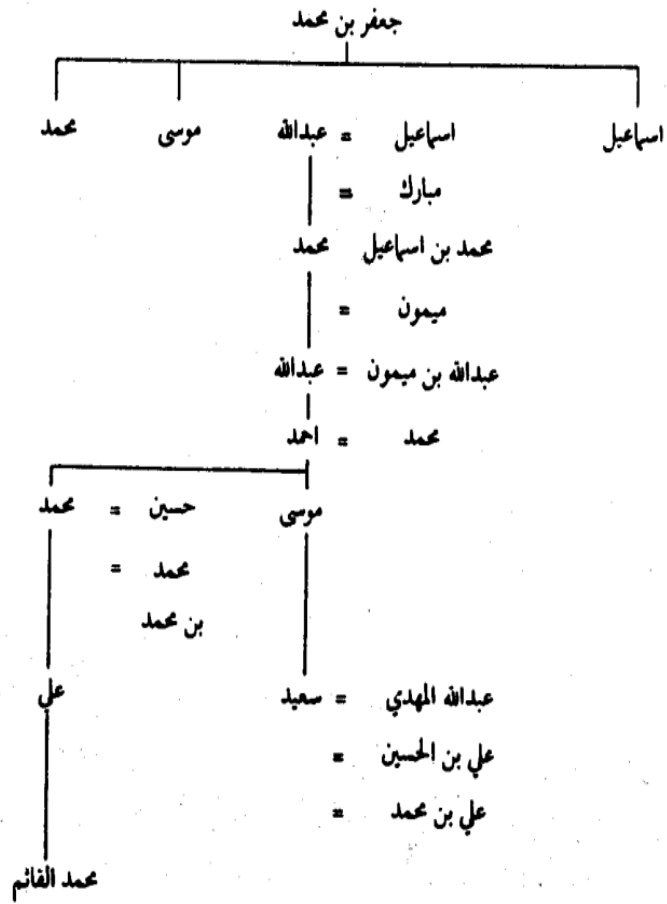 جعفر بن محمد
اسماعيل اسماعيل = عبدالله موسى محمد
مبارك =
محمد بن اسماعيل محمد
ميمون =
عبدالله بن ميمون = عبدالله
محمد = احمد
موسى حسين = محمد
محمد =
بن محمد
عبدالله المهدي = سعيد علي
علي بن الحسين =
علي بن محمد =
محمد القائم